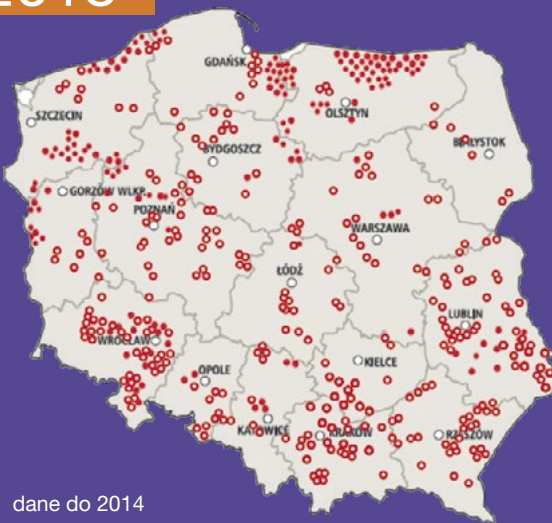 GDAŃSK
OLSZTYN
SZCZECIN
BYDGOSZCZ
BIAŁYSTOK
GORZÓW WLKP.
POZNAŃ
WARSZAWA
ŁÓDŹ
WROCŁAW
LUBLIN
OPOLE
KIELCE
KATOWICE
KRAKÓW
RZESZÓW
dane do 2014